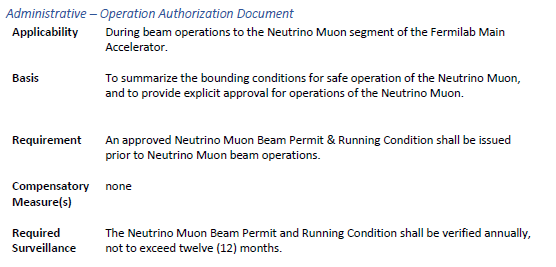 Administrative – Operation Authorization Document
Applicability During beam operations to the Neutrino Muon segment of the Fermilab Main
Accelerator.
Basis To summarize the bounding conditions for safe operation of the Neutrino Muon,
and to provide explicit approval for operations of the Neutrino Muon.
Requirement An approved Neutrino Muon Beam Permit & Running Condition shall be issued
prior to Neutrino Muon beam operations.
Compensatory none
Measure(s)
Required The Neutrino Muon Beam Permit and Running Condition shall be verified annually,
Surveillance not to exceed twelve (12) months.